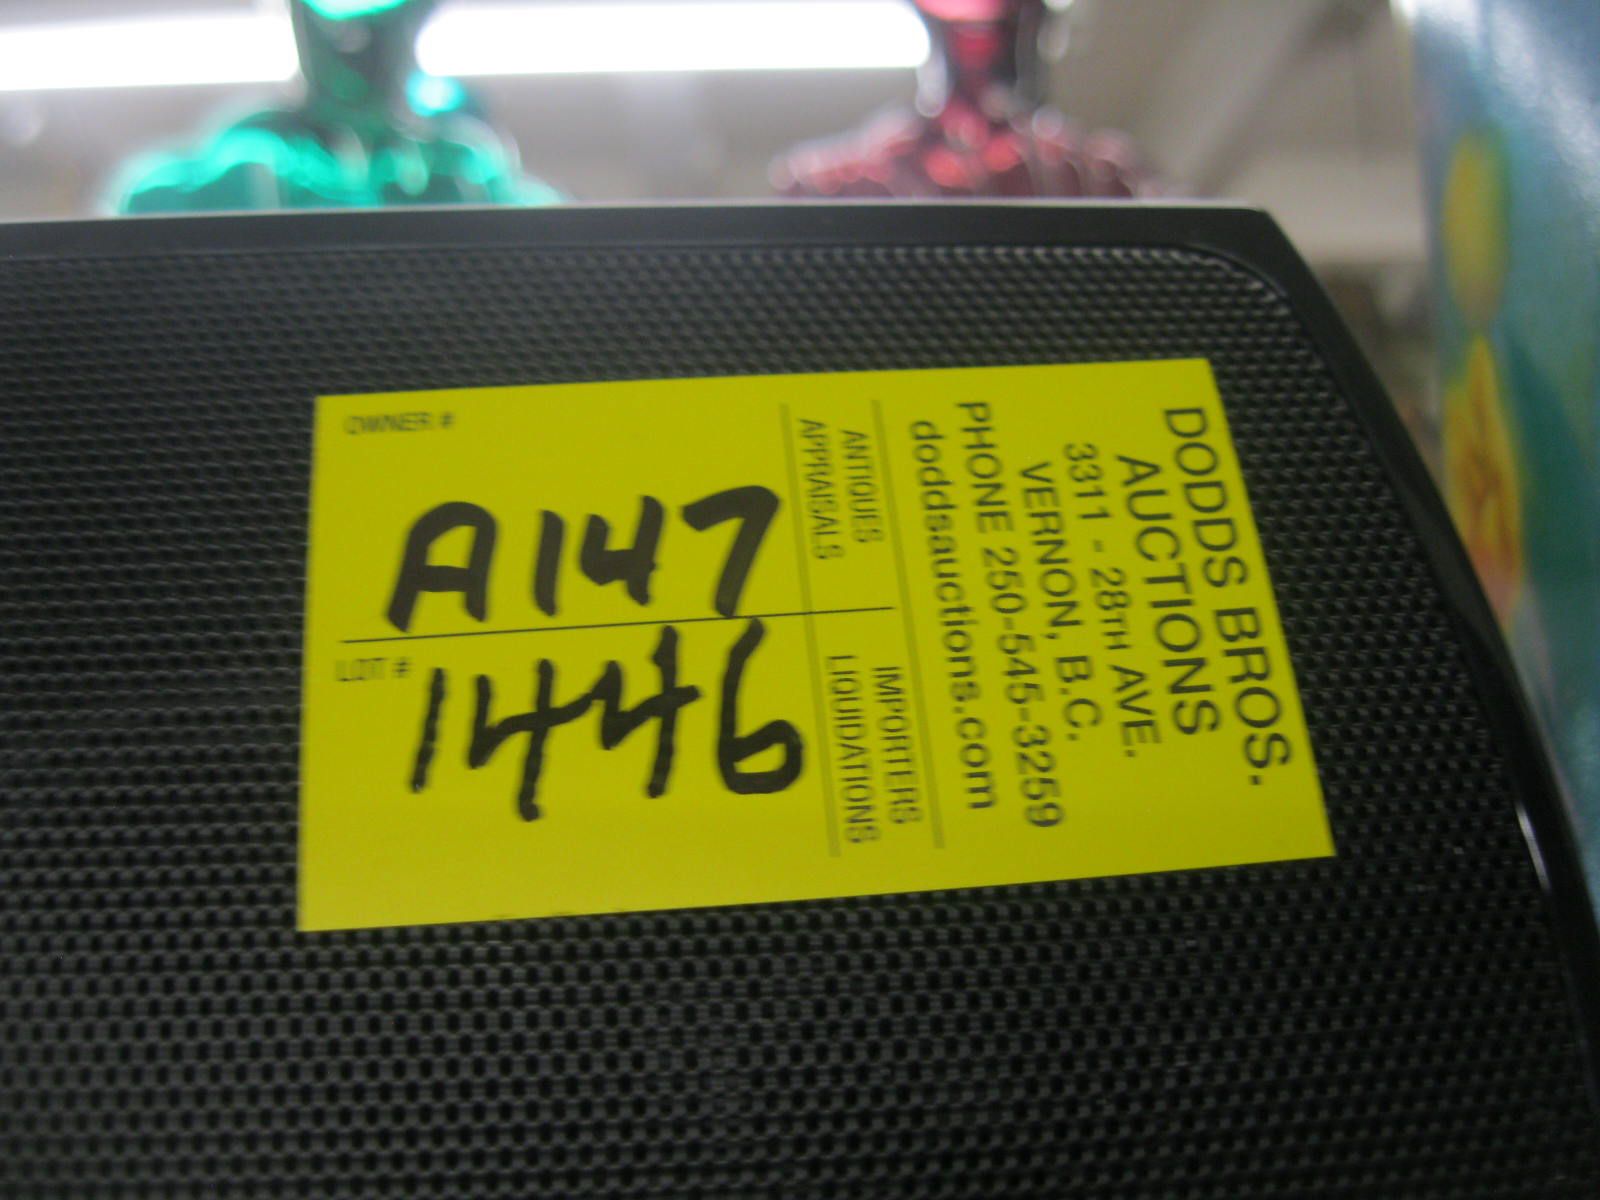 DODDS BROS.
AUCTIONS
3311 - 28TH AVE.
VERNON, B.C.
PHONE 250-545-3259
doddsauctions.com
ANTIQUES IMPORTERS
APPRAISALS LIQUIDATIONS
OWNER #
A147
LOT #
1446